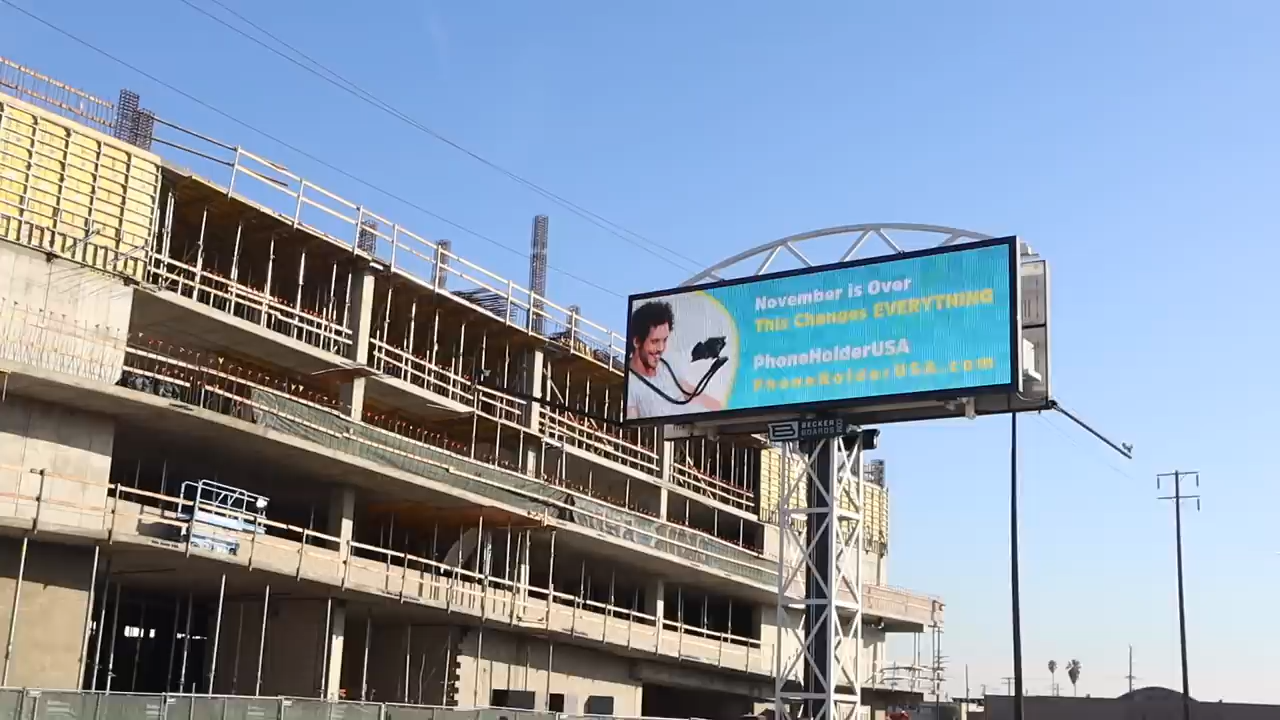 November is Over
This Changes EVERYTHING
PhoneHolderUSA
PhoneHolderUSA.com
BECKER
BOARDS